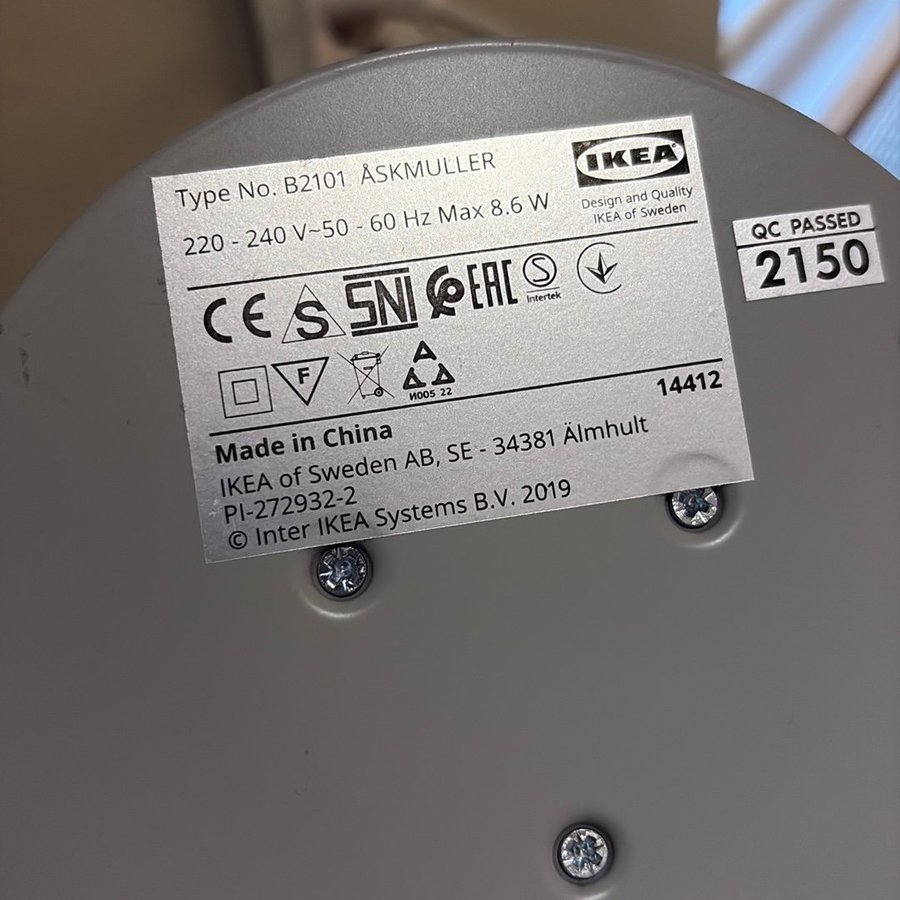 Type No. B2101 ÅSKMULLER
220 - 240 V~50 - 60 Hz Max 8.6 W
IKEA
Design and Quality
IKEA of Sweden
QC PASSED
2150
CE S SNI EAC S
Intertek
F
И005 22
14412
Made in China
IKEA of Sweden AB, SE - 34381 Älmhult
PI-272932-2
© Inter IKEA Systems B.V. 2019